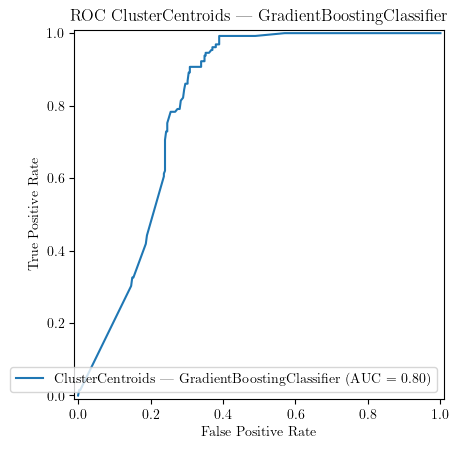 ROC ClusterCentroids — GradientBoostingClassifier
1.0
0.8
0.6
0.4
0.2
0.0
True Positive Rate
ClusterCentroids — GradientBoostingClassifier (AUC = 0.80)
0.0 0.2 0.4 0.6 0.8 1.0
False Positive Rate